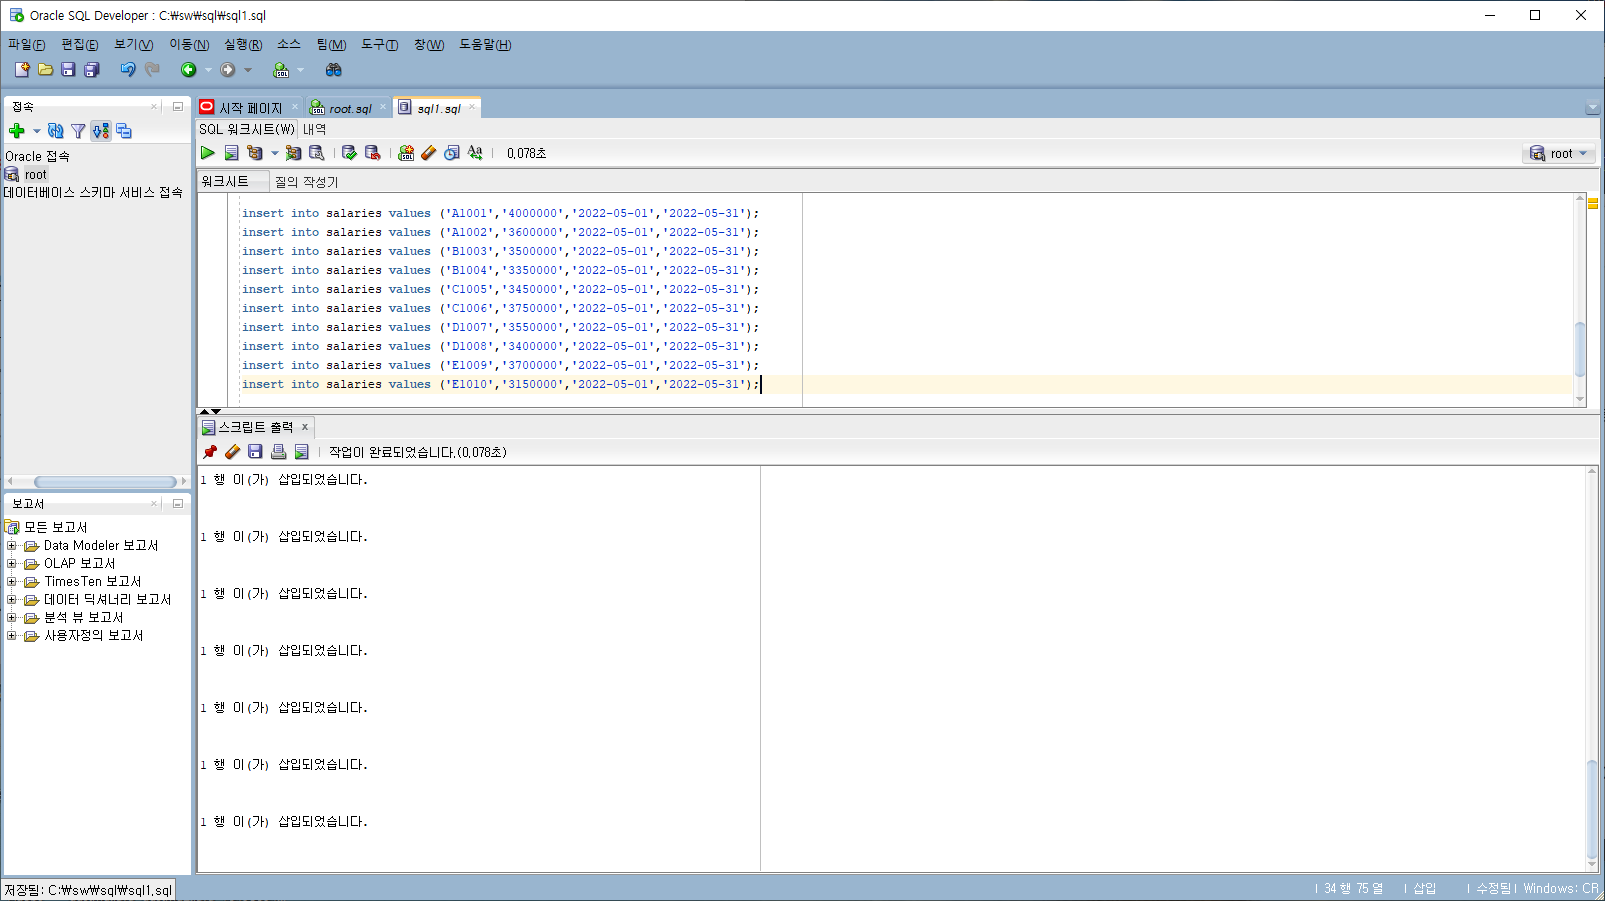 Oracle SQL Developer : C:₩sw₩sql₩sql1.sql
파일(F) 편집(E) 보기(V) 이동(N) 실행(R) 소스 팀(M) 도구(T) 창(W) 도움말(H)
접속
Oracle 접속
root
데이터베이스 스키마 서비스 접속
보고서
모든 보고서
Data Modeler 보고서
OLAP 보고서
TimesTen 보고서
데이터 딕셔너리 보고서
분석 뷰 보고서
사용자정의 보고서
시작 페이지 root.sql sql1.sql
SQL 워크시트(W) 내역
0.078초 root
워크시트 질의 작성기
insert into salaries values ('A1001','4000000','2022-05-01','2022-05-31');
insert into salaries values ('A1002','3600000','2022-05-01','2022-05-31');
insert into salaries values ('B1003','3500000','2022-05-01','2022-05-31');
insert into salaries values ('B1004','3350000','2022-05-01','2022-05-31');
insert into salaries values ('C1005','3450000','2022-05-01','2022-05-31');
insert into salaries values ('C1006','3750000','2022-05-01','2022-05-31');
insert into salaries values ('D1007','3550000','2022-05-01','2022-05-31');
insert into salaries values ('D1008','3400000','2022-05-01','2022-05-31');
insert into salaries values ('E1009','3700000','2022-05-01','2022-05-31');
insert into salaries values ('E1010','3150000','2022-05-01','2022-05-31');
스크립트 출력
작업이 완료되었습니다.(0.078초)
1 행 이(가) 삽입되었습니다.
1 행 이(가) 삽입되었습니다.
1 행 이(가) 삽입되었습니다.
1 행 이(가) 삽입되었습니다.
1 행 이(가) 삽입되었습니다.
1 행 이(가) 삽입되었습니다.
1 행 이(가) 삽입되었습니다.
저장됨: C:₩sw₩sql₩sql1.sql
34 행 75 열 삽입 수정됨 Windows: CR